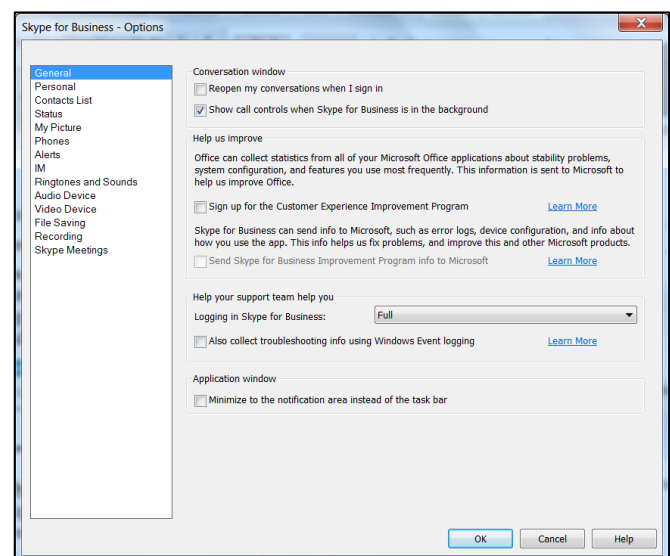 Skype for Business - Options
General
Personal
Contacts List
Status
My Picture
Phones
Alerts
IM
Ringtones and Sounds
Audio Device
Video Device
File Saving
Recording
Skype Meetings
Conversation window
Reopen my conversations when I sign in
Show call controls when Skype for Business is in the background
Help us improve
Office can collect statistics from all of your Microsoft Office applications about stability problems,
system configuration, and features you use most frequently. This information is sent to Microsoft to
help us improve Office.
Sign up for the Customer Experience Improvement Program Learn More
Skype for Business can send info to Microsoft, such as error logs, device configuration, and info about
how you use the app. This info helps us fix problems, and improve this and other Microsoft products.
Send Skype for Business Improvement Program info to Microsoft Learn More
Help your support team help you
Logging in Skype for Business: Full
Also collect troubleshooting info using Windows Event logging Learn More
Application window
Minimize to the notification area instead of the task bar
OK Cancel Help